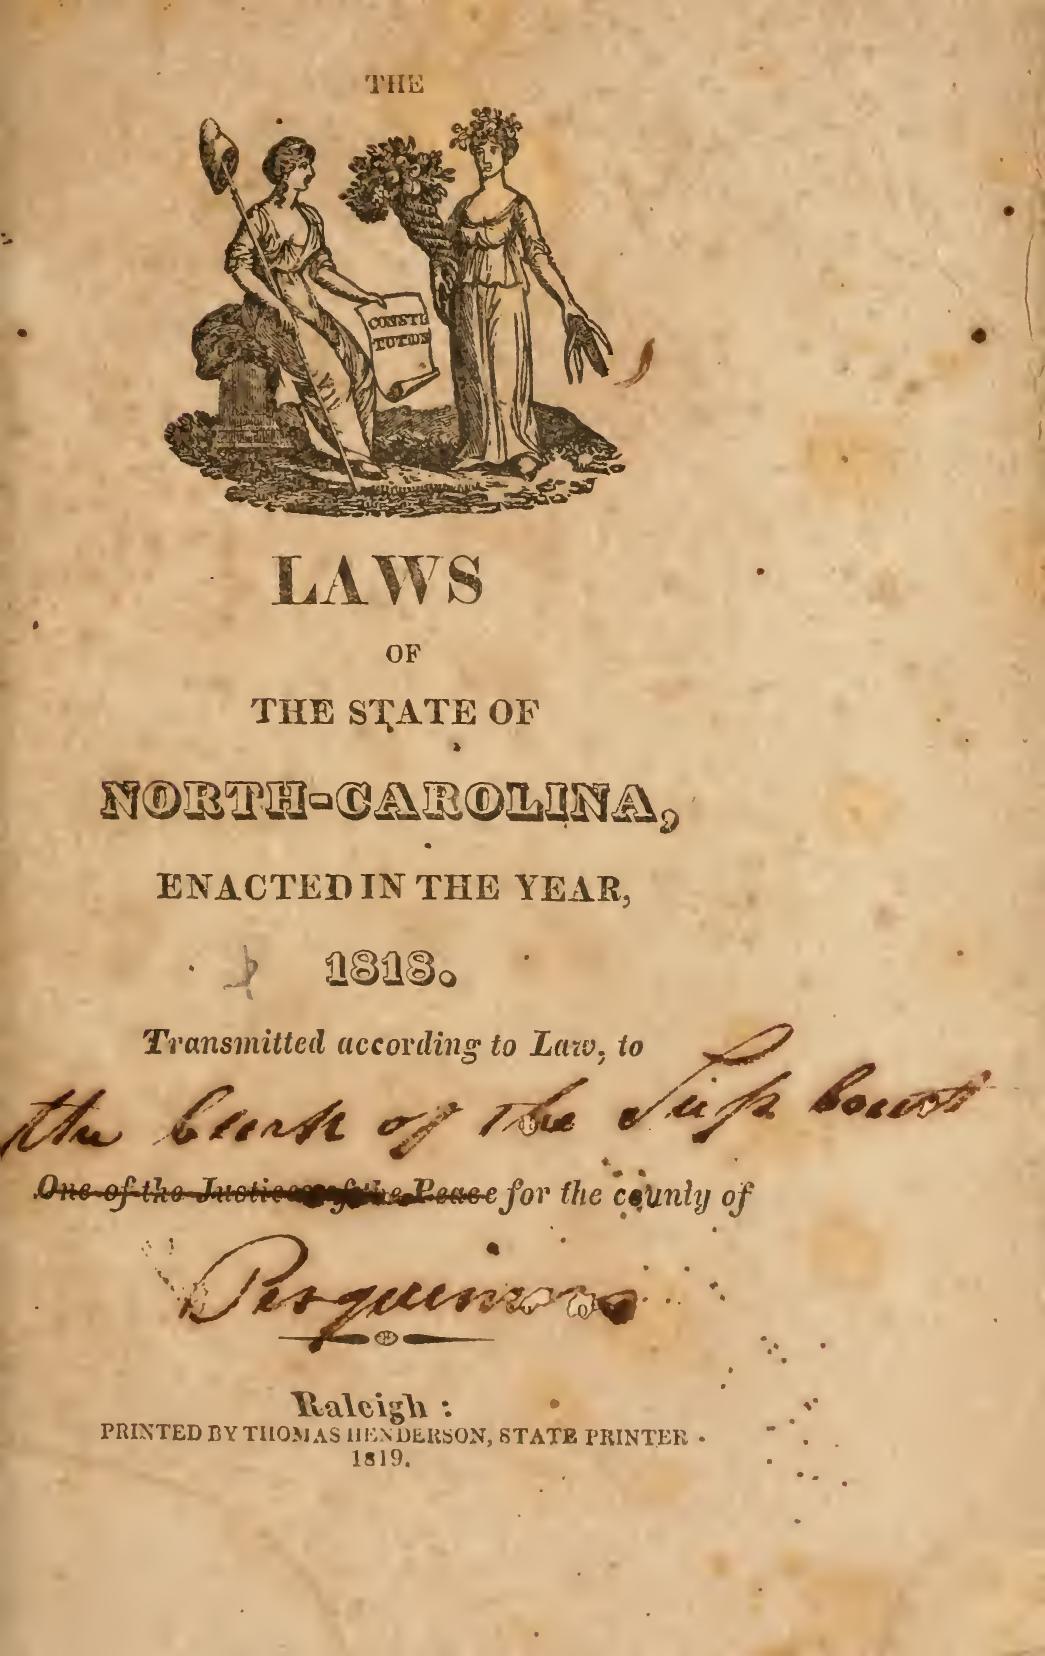 THE
CONSTI
TUTION
LAWS
OF
THE STATE OF
NORTH-CAROLINA,
ENACTED IN THE YEAR,
1818.
Transmitted according to Law, to
the Clerk of the Sup Court
One of the Justices of the Peace for the county of
Perquimons
Raleigh :
PRINTED BY THOMAS HENDERSON, STATE PRINTER
1819.